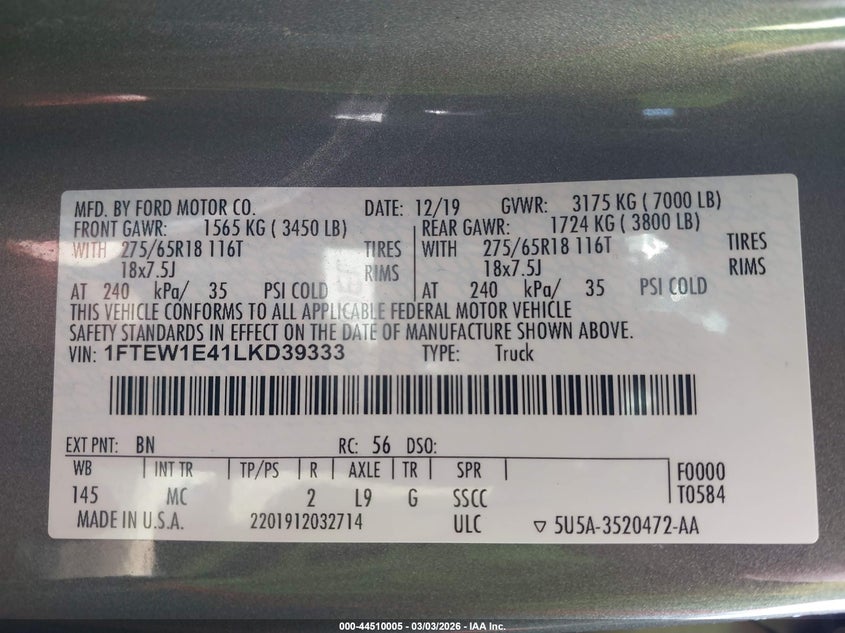 MFD. BY FORD MOTOR CO. DATE: 12/19 GVWR: 3175 KG ( 7000 LB)
FRONT GAWR: 1565 KG ( 3450 LB) REAR GAWR: 1724 KG ( 3800 LB)
WITH 275/65R18 116T TIRES WITH 275/65R18 116T TIRES
18x7.5J RIMS 18x7.5J RIMS
AT 240 kPa/ 35 PSI COLD AT 240 kPa/ 35 PSI COLD
THIS VEHICLE CONFORMS TO ALL APPLICABLE FEDERAL MOTOR VEHICLE
SAFETY STANDARDS IN EFFECT ON THE DATE OF MANUFACTURE SHOWN ABOVE.
VIN: 1FTEW1E41LKD39333 TYPE: Truck
EXT PNT: BN RC: 56 DSO:
WB INT TR TP/PS R AXLE TR SPR F0000
145 MC 2 L9 G SSCC T0584
MADE IN U.S.A. 2201912032714 ULC ▽ 5U5A-3520472-AA
000-44510005 - 03/03/2026 - IAA Inc.